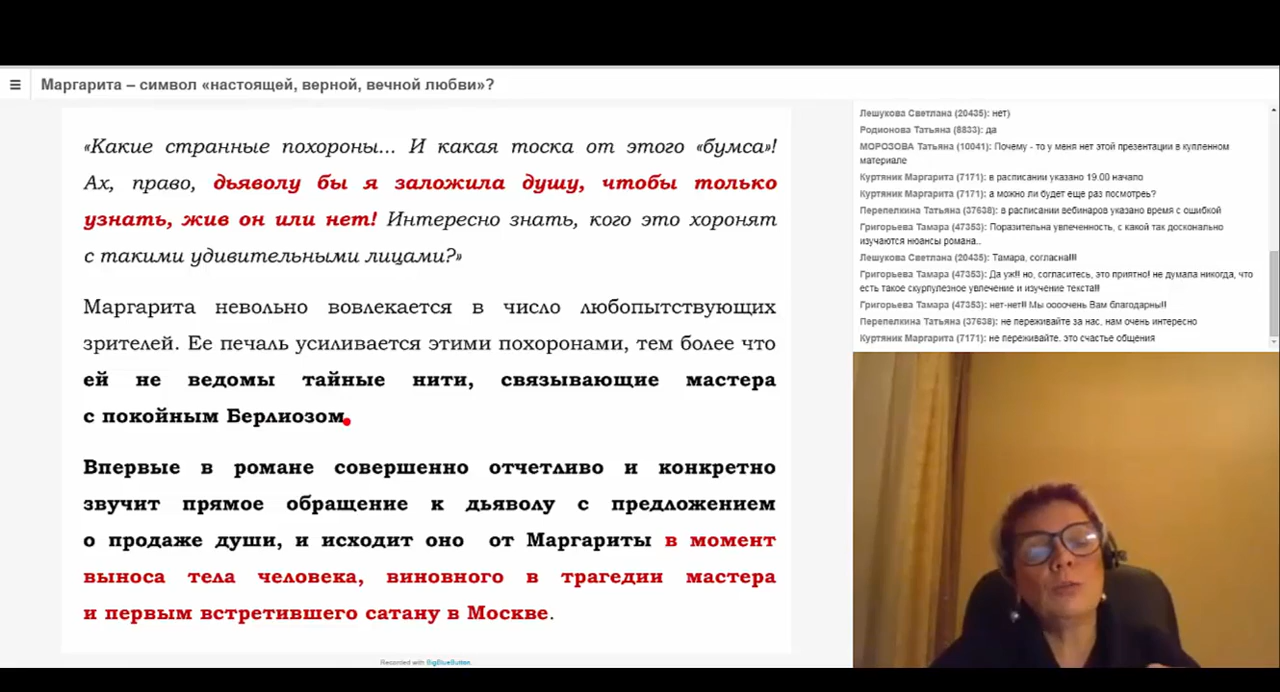 Маргарита – символ «настоящей, верной, вечной любви»?
«Какие странные похороны... И какая тоска от этого «бумса»!
Ах, право, дьяволу бы я заложила душу, чтобы только
узнать, жив он или нет! Интересно знать, кого это хоронят
с такими удивительными лицами?»
Маргарита невольно вовлекается в число любопытствующих
зрителей. Ее печаль усиливается этими похоронами, тем более что
ей не ведомы тайные нити, связывающие мастера
с покойным Берлиозом
Впервые в романе совершенно отчетливо и конкретно
звучит прямое обращение к дьяволу с предложением
о продаже души, и исходит оно от Маргариты в момент
выноса тела человека, виновного в трагедии мастера
и первым встретившего сатану в Москве.
Recorded with BigBlueButton.
Лешукова Светлана (20435): нет)
Родионова Татьяна (8833): да
МОРОЗОВА Татьяна (10041): Почему - то у меня нет этой презентации в купленном
материале
Куртяник Маргарита (7171): в расписании указано 19.00 начало
Куртяник Маргарита (7171): а можно ли будет еще раз посмотреь?
Перепелкина Татьяна (37638): в расписании вебинаров указано время с ошибкой
Григорьева Тамара (47353): Поразительна увлеченность, с какой так досконально
изучаются нюансы романа..
Лешукова Светлана (20435): Тамара, согласна!!!
Григорьева Тамара (47353): Да уж!! но, согласитесь, это приятно! не думала никогда, что
есть такое скурпулезное увлечение и изучение текста!!
Григорьева Тамара (47353): нет-нет!! Мы оооочень Вам благодарны!!
Перепелкина Татьяна (37638): не переживайте за нас, нам очень интересно
Куртяник Маргарита (7171): не переживайте. это счастье общения